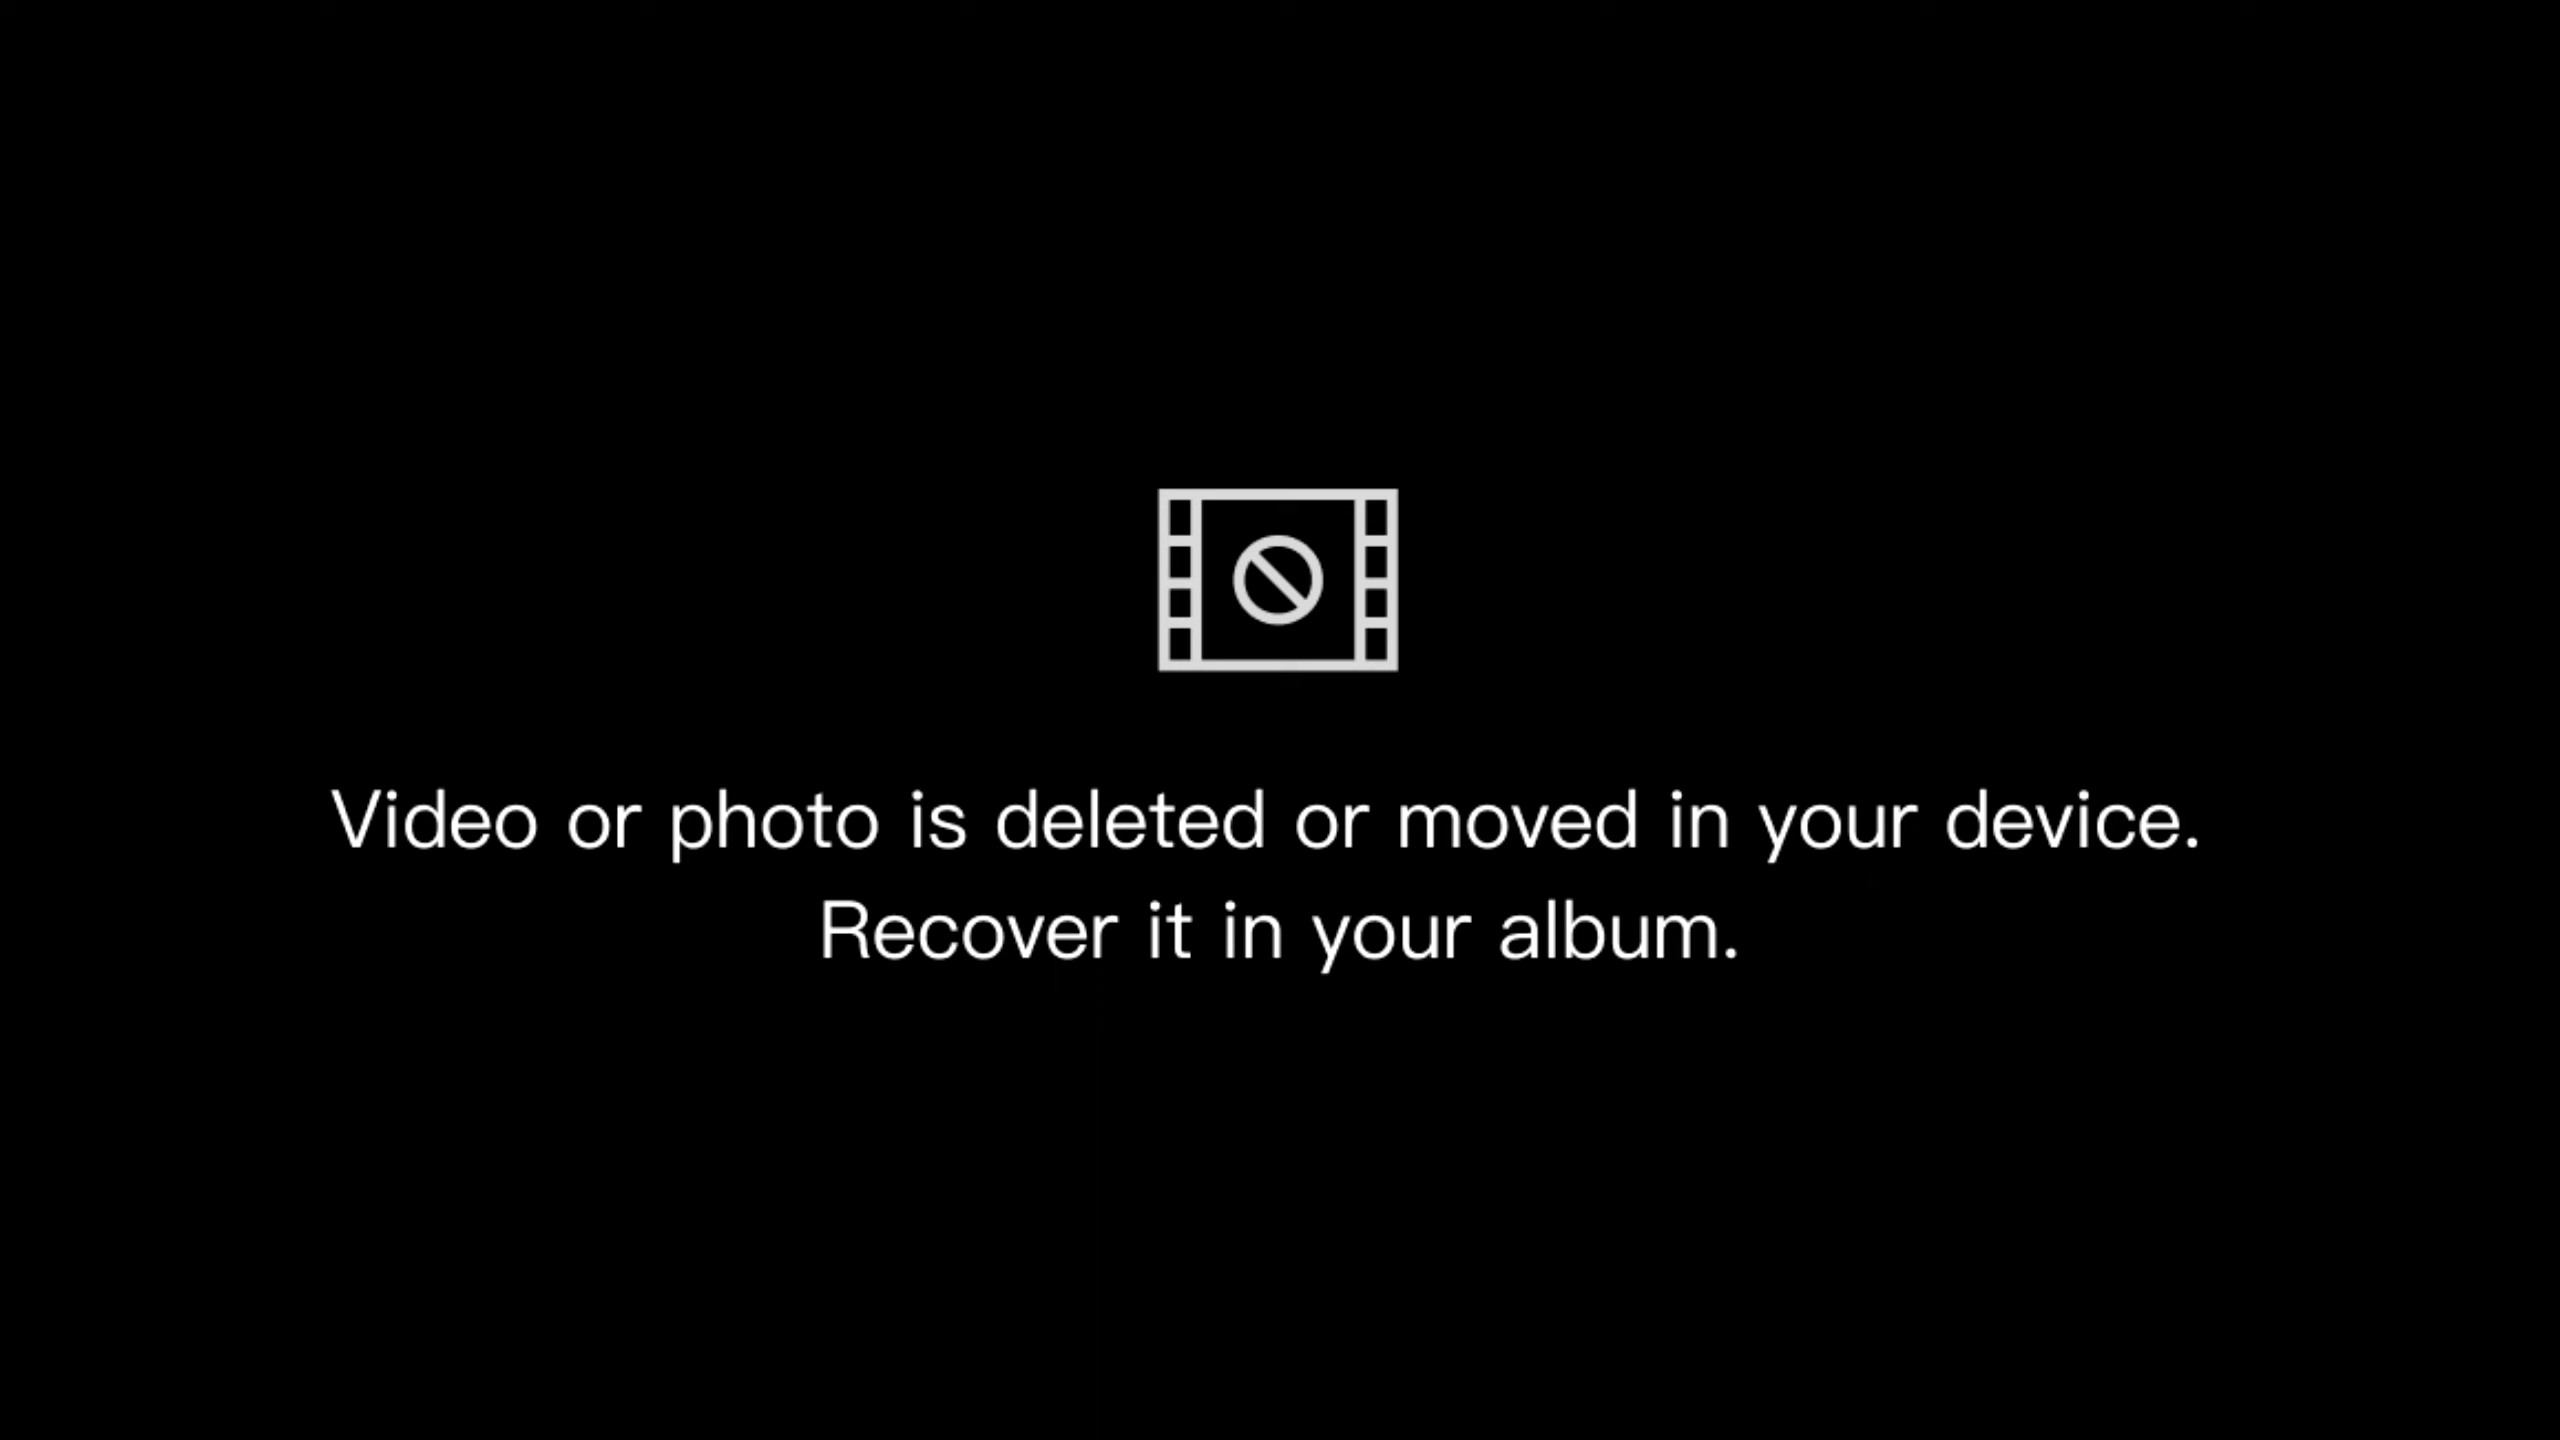 Video or photo is deleted or moved in your device.
Recover it in your album.